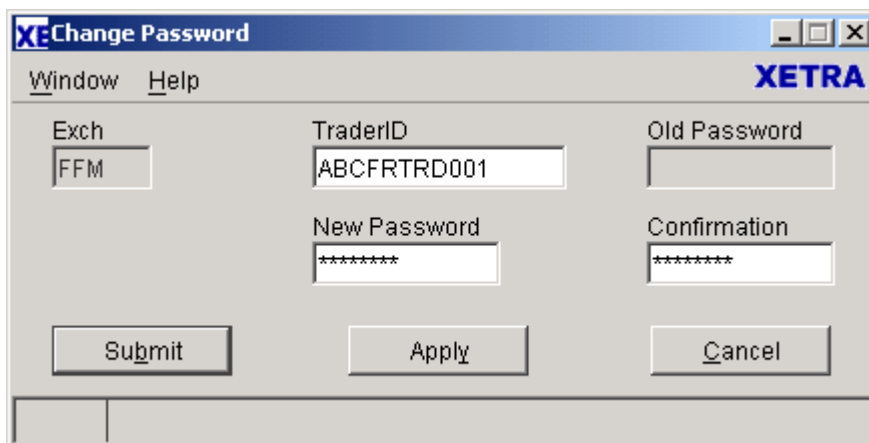 XE Change Password
Window Help XETRA
Exch TraderID Old Password
FFM ABCFRTRD001
New Password Confirmation
******** ********
Submit Apply Cancel